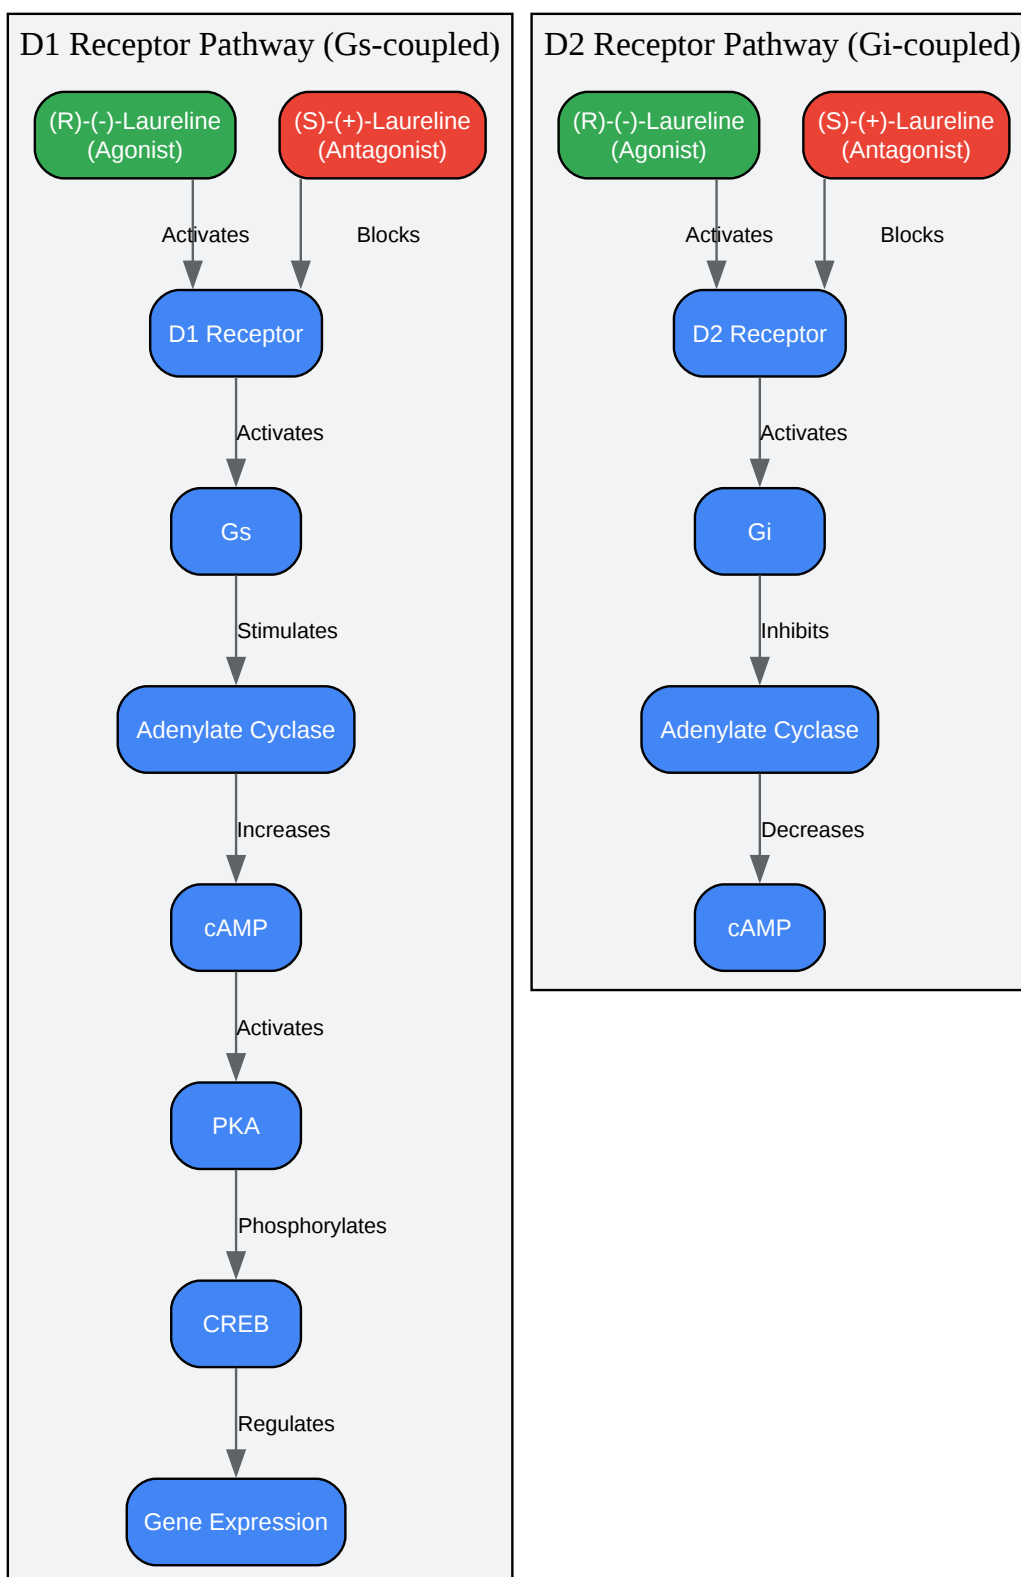 D1 Receptor Pathway (Gs-coupled)
(R)-(-)-Laureline
(Agonist)
(S)-(+)-Laureline
(Antagonist)
Activates
Blocks
D1 Receptor
Activates
Gs
Stimulates
Adenylate Cyclase
Increases
cAMP
Activates
PKA
Phosphorylates
CREB
Regulates
Gene Expression
D2 Receptor Pathway (Gi-coupled)
(R)-(-)-Laureline
(Agonist)
(S)-(+)-Laureline
(Antagonist)
Activates
Blocks
D2 Receptor
Activates
Gi
Inhibits
Adenylate Cyclase
Decreases
cAMP